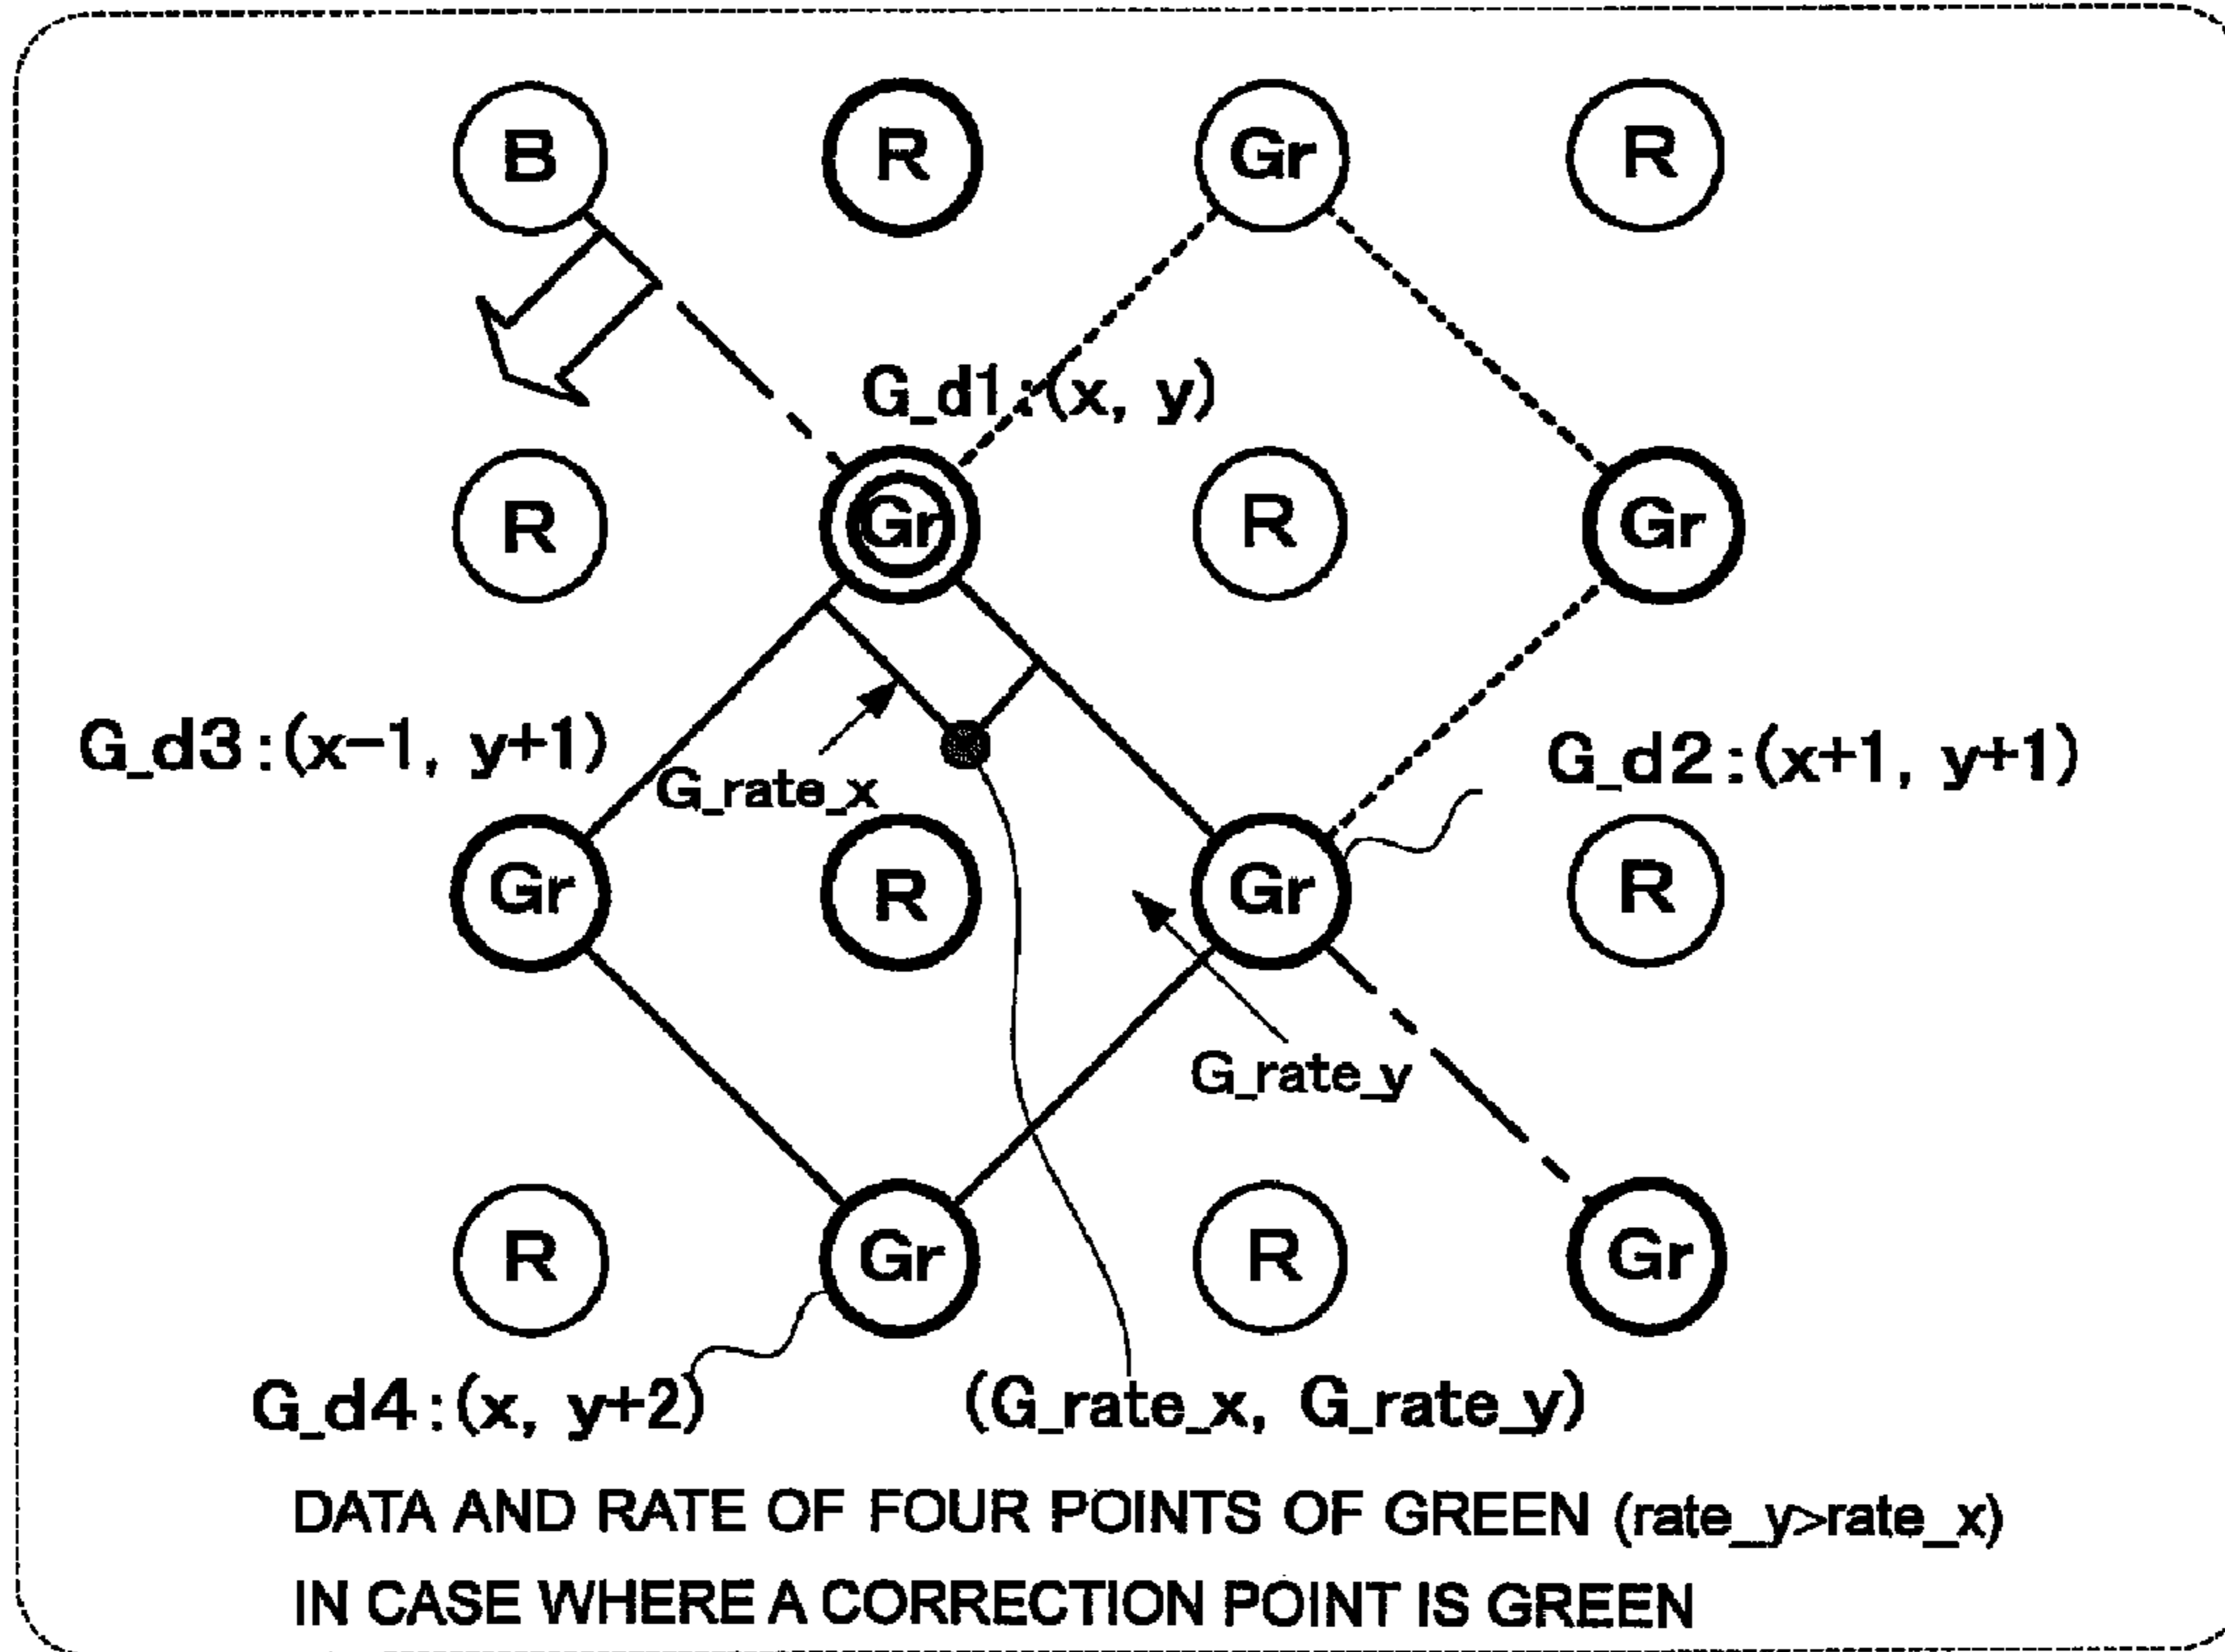 B R Gr R
G_d1:(x, y)
R Gr R Gr
G_d3:(x-1, y+1)
G_d2:(x+1, y+1)
G_rate_x
Gr R Gr R
G_rate_y
R Gr R Gr
G_d4:(x, y+2)
(G_rate_x, G_rate_y)
DATA AND RATE OF FOUR POINTS OF GREEN (rate_y>rate_x)
IN CASE WHERE A CORRECTION POINT IS GREEN